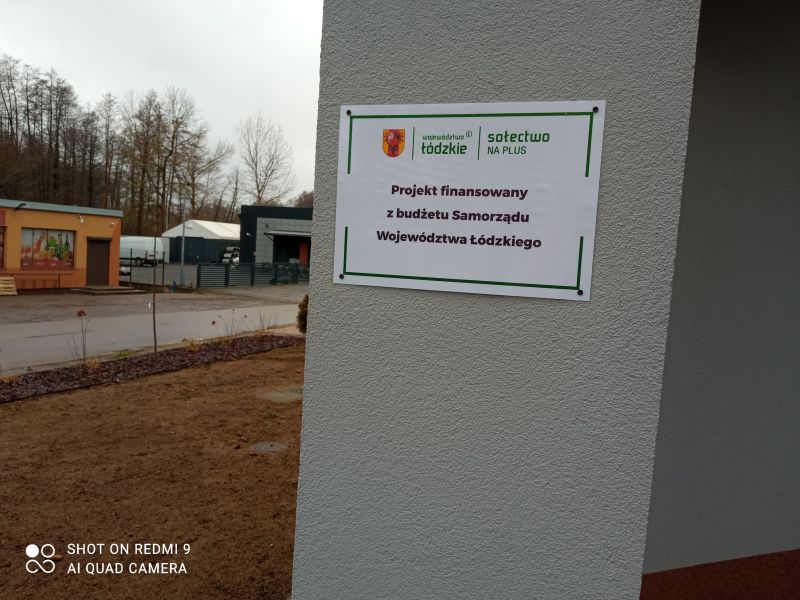 województwo
łódzkie
sołectwo
NA PLUS
Projekt finansowany
z budżetu Samorządu
Województwa Łódzkiego
SHOT ON REDMI 9
AI QUAD CAMERA